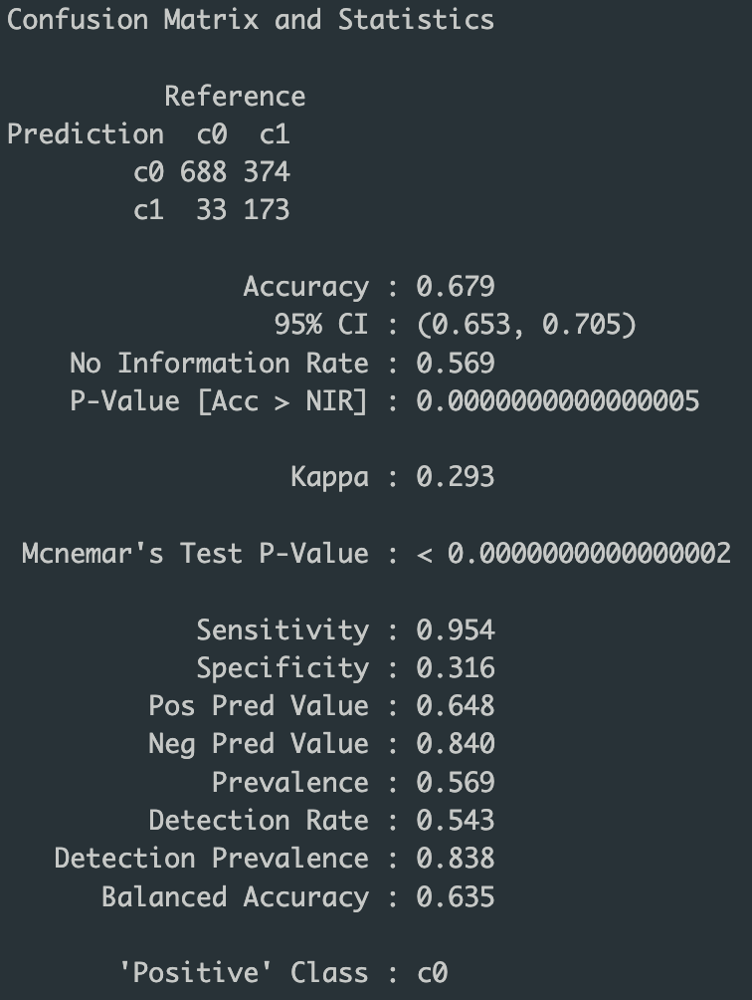 Confusion Matrix and Statistics
Reference
Prediction c0 c1
c0 688 374
c1 33 173
Accuracy : 0.679
95% CI : (0.653, 0.705)
No Information Rate : 0.569
P-Value [Acc > NIR] : 0.0000000000000005
Kappa : 0.293
Mcnemar's Test P-Value : < 0.0000000000000002
Sensitivity : 0.954
Specificity : 0.316
Pos Pred Value : 0.648
Neg Pred Value : 0.840
Prevalence : 0.569
Detection Rate : 0.543
Detection Prevalence : 0.838
Balanced Accuracy : 0.635
'Positive' Class : c0